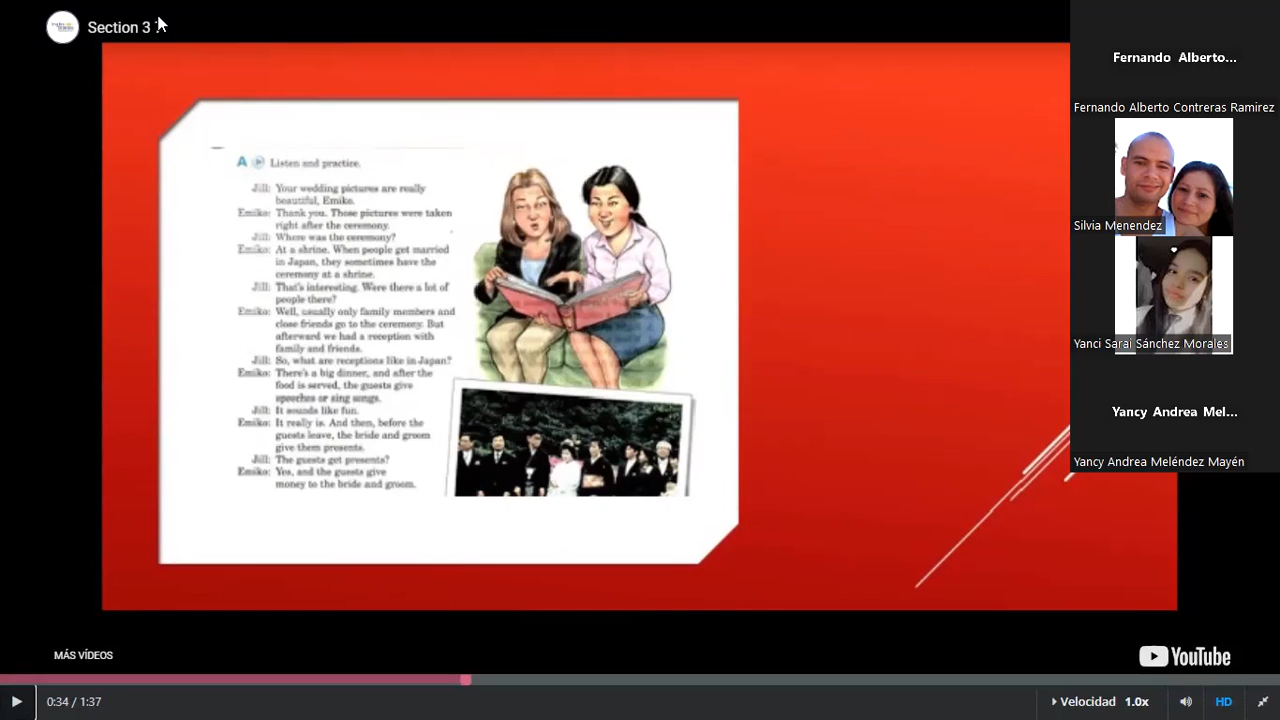 Section 3
A Listen and practice.
Jill: Your wedding pictures are really
beautiful, Emiko.
Emiko: Thank you. Those pictures were taken
right after the ceremony.
Jill: Where was the ceremony?
Emiko: At a shrine. When people get married
in Japan, they sometimes have the
ceremony at a shrine.
Jill: That's interesting. Were there a lot of
people there?
Emiko: Well, usually only family members and
close friends go to the ceremony. But
afterward we had a reception with
family and friends.
Jill: So, what are receptions like in Japan?
Emiko: There's a big dinner, and after the
food is served, the guests give
speeches or sing songs.
Jill: It sounds like fun.
Emiko: It really is. And then, before the
guests leave, the bride and groom
give them presents.
Jill: The guests get presents?
Emiko: Yes, and the guests give
money to the bride and groom.
Fernando Alberto...
Fernando Alberto Contreras Ramirez
Silvia Menendez
Yanci Sarai Sánchez Morales
Yancy Andrea Mel...
Yancy Andrea Meléndez Mayén
MÁS VÍDEOS
YouTube
0:34 / 1:37
Velocidad 1.0x
HD